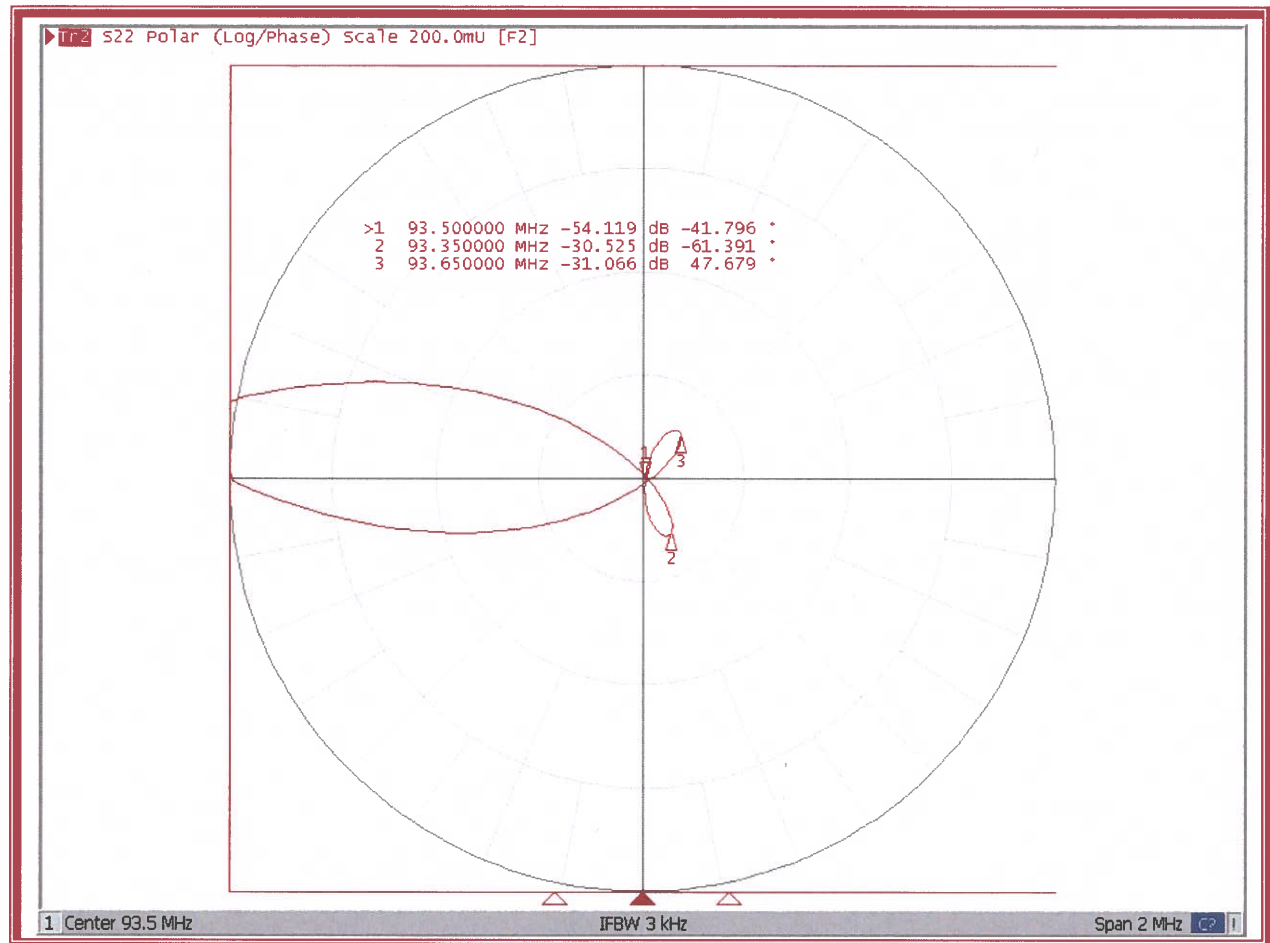 Tr2 S22 Polar (Log/Phase) Scale 200.0mU [F2]
>1 93.500000 MHz -54.119 dB -41.796 °
2 93.350000 MHz -30.525 dB -61.391 °
3 93.650000 MHz -31.066 dB 47.679 °
1
3
2
1 Center 93.5 MHz IFBW 3 kHz Span 2 MHz C? !